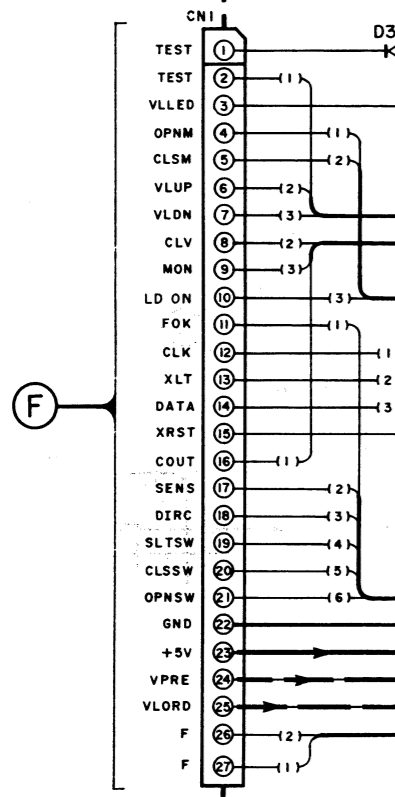 CN1
D3
TEST 1
TEST 2 (1)
VLLED 3
OPNM 4 (1)
CLSM 5 (2)
VLUP 6 (2)
VLDN 7 (3)
CLV 8 (2)
MON 9 (3)
LD ON 10 (3)
FOK 11 (1)
CLK 12 (1
XLT 13 (2
DATA 14 (3
XRST 15
COUT 16 (1)
SENS 17 (2)
DIRC 18 (3)
SLTSW 19 (4)
CLSSW 20 (5)
OPNSW 21 (6)
GND 22
+5V 23
VPRE 24
VLORD 25
F 26 (2)
F 27 (1)
F